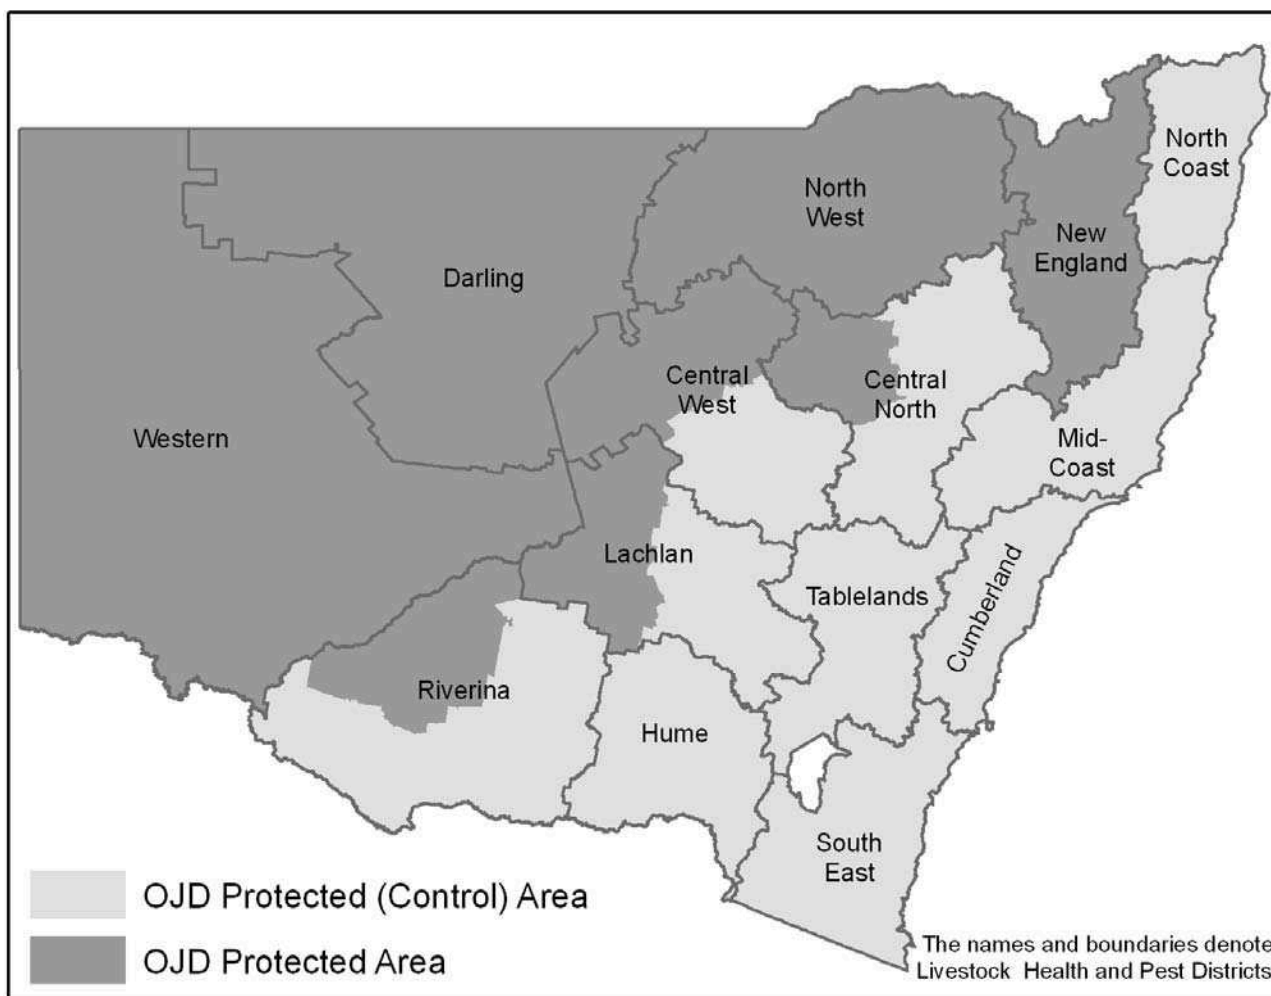 North
Coast
North
West
New
England
Darling
Central
West
Central
North
Western
Mid-
Coast
Lachlan
Tablelands
Cumberland
Riverina
Hume
South
East
OJD Protected (Control) Area
OJD Protected Area
The names and boundaries denote
Livestock Health and Pest Districts